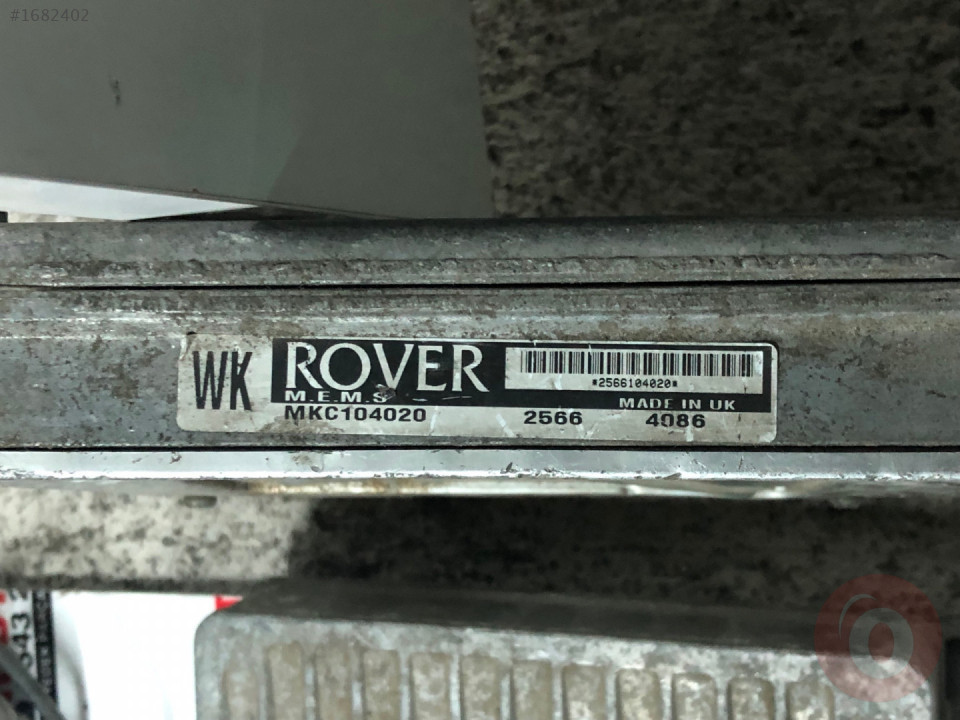 #1682402
WK
ROVER
*2566104020*
M.E.M.S
MADE IN UK
MKC104020 2566 4086